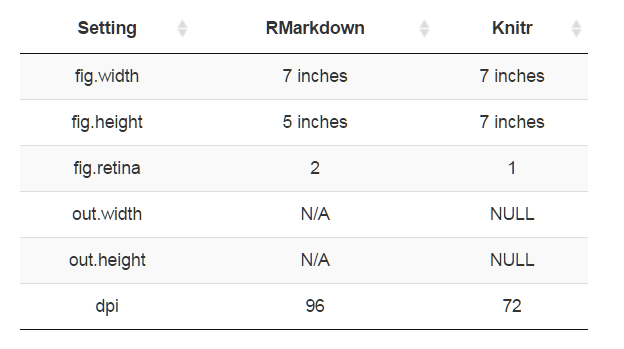 Setting RMarkdown Knitr
fig.width 7 inches 7 inches
fig.height 5 inches 7 inches
fig.retina 2 1
out.width N/A NULL
out.height N/A NULL
dpi 96 72